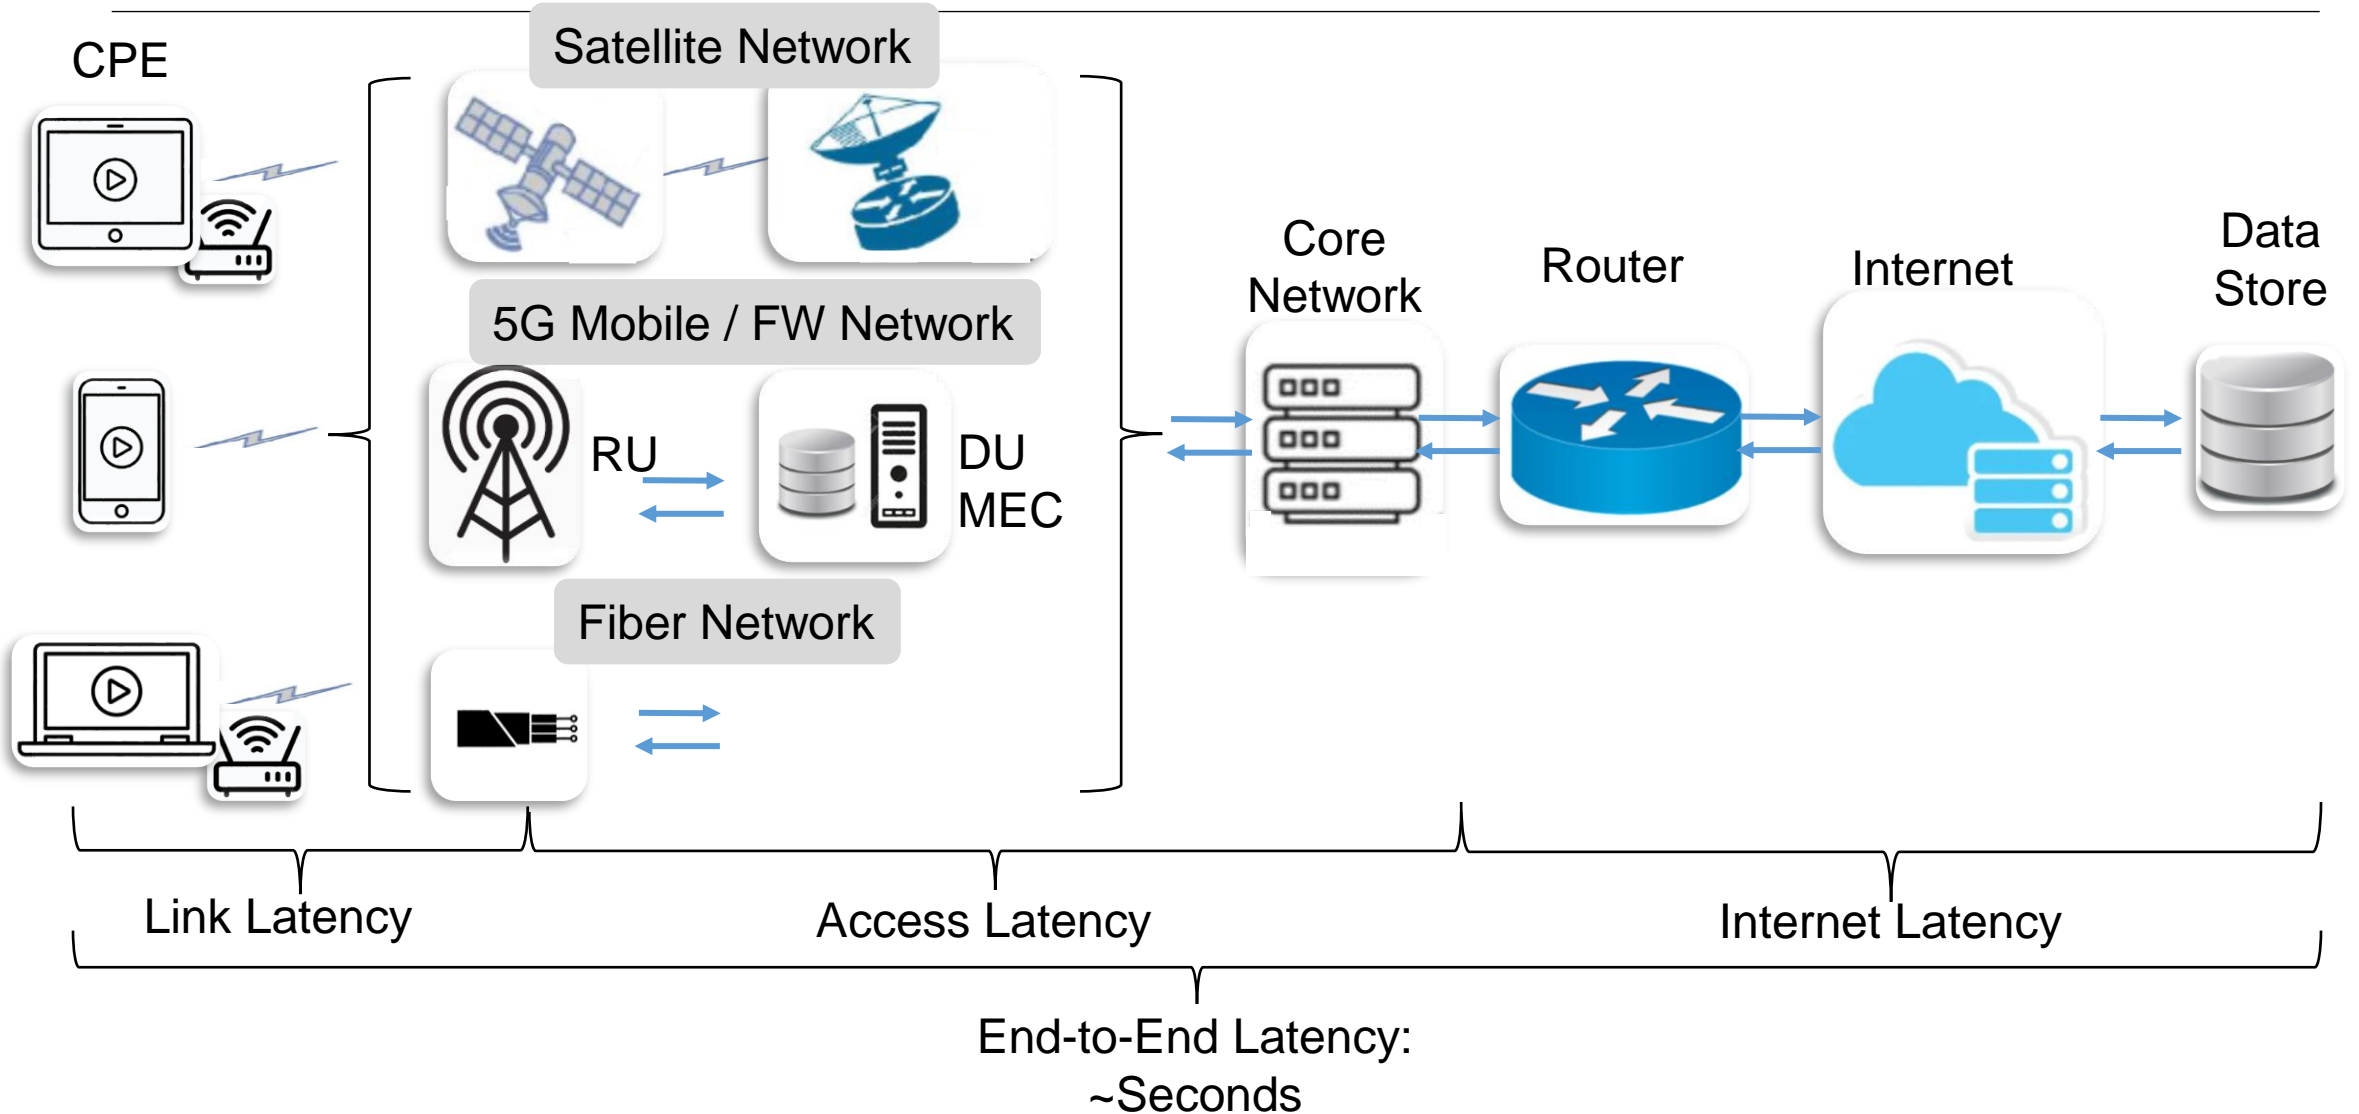 Satellite Network
CPE
5G Mobile / FW Network
RU
DU
MEC
Fiber Network
Core
Network
Router
Internet
Data
Store
Link Latency
Access Latency
Internet Latency
End-to-End Latency:
~Seconds